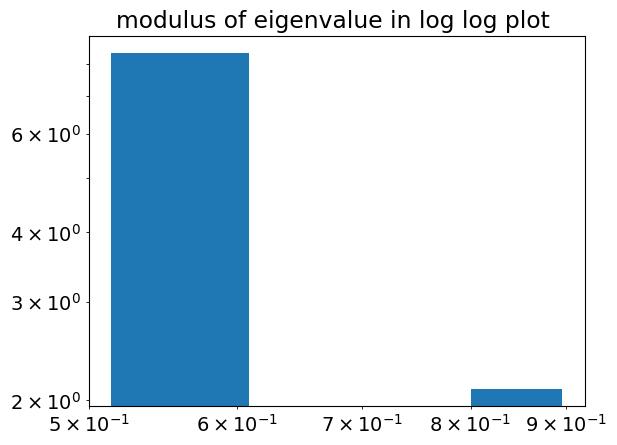 modulus of eigenvalue in log log plot
6 × 10⁰
4 × 10⁰
3 × 10⁰
2 × 10⁰
5 × 10⁻¹ 6 × 10⁻¹ 7 × 10⁻¹ 8 × 10⁻¹ 9 × 10⁻¹